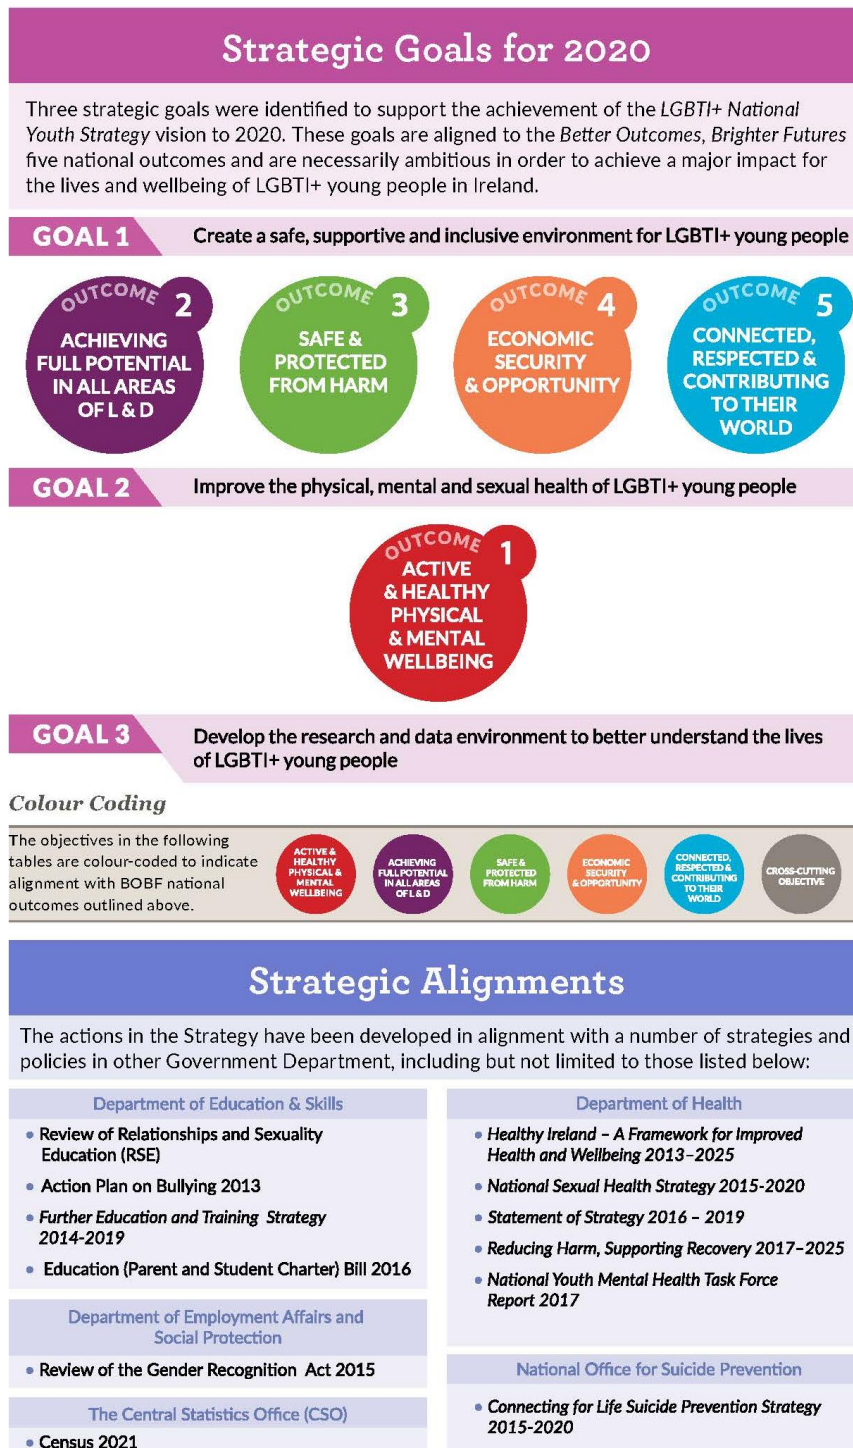 Strategic Goals for 2020
Three strategic goals were identified to support the achievement of the LGBTI+ National
Youth Strategy vision to 2020. These goals are aligned to the Better Outcomes, Brighter Futures
five national outcomes and are necessarily ambitious in order to achieve a major impact for
the lives and wellbeing of LGBTI+ young people in Ireland.
GOAL 1
Create a safe, supportive and inclusive environment for LGBTI+ young people
OUTCOME 2
ACHIEVING
FULL POTENTIAL
IN ALL AREAS
OF L & D
OUTCOME 3
SAFE &
PROTECTED
FROM HARM
OUTCOME 4
ECONOMIC
SECURITY
& OPPORTUNITY
OUTCOME 5
CONNECTED,
RESPECTED &
CONTRIBUTING
TO THEIR
WORLD
GOAL 2
Improve the physical, mental and sexual health of LGBTI+ young people
OUTCOME 1
ACTIVE
& HEALTHY
PHYSICAL
& MENTAL
WELLBEING
GOAL 3
Develop the research and data environment to better understand the lives
of LGBTI+ young people
Colour Coding
The objectives in the following
tables are colour-coded to indicate
alignment with BOBF national
outcomes outlined above.
ACTIVE &
HEALTHY
PHYSICAL &
MENTAL
WELLBEING
ACHIEVING
FULL POTENTIAL
IN ALL AREAS
OF L & D
SAFE &
PROTECTED
FROM HARM
ECONOMIC
SECURITY
& OPPORTUNITY
CONNECTED,
RESPECTED &
CONTRIBUTING
TO THEIR
WORLD
CROSS-CUTTING
OBJECTIVE
Strategic Alignments
The actions in the Strategy have been developed in alignment with a number of strategies and
policies in other Government Department, including but not limited to those listed below:
Department of Education & Skills
• Review of Relationships and Sexuality
Education (RSE)
• Action Plan on Bullying 2013
• Further Education and Training Strategy
2014-2019
• Education (Parent and Student Charter) Bill 2016
Department of Employment Affairs and
Social Protection
• Review of the Gender Recognition Act 2015
The Central Statistics Office (CSO)
• Census 2021
Department of Health
• Healthy Ireland – A Framework for Improved
Health and Wellbeing 2013–2025
• National Sexual Health Strategy 2015-2020
• Statement of Strategy 2016 – 2019
• Reducing Harm, Supporting Recovery 2017–2025
• National Youth Mental Health Task Force
Report 2017
National Office for Suicide Prevention
• Connecting for Life Suicide Prevention Strategy
2015-2020